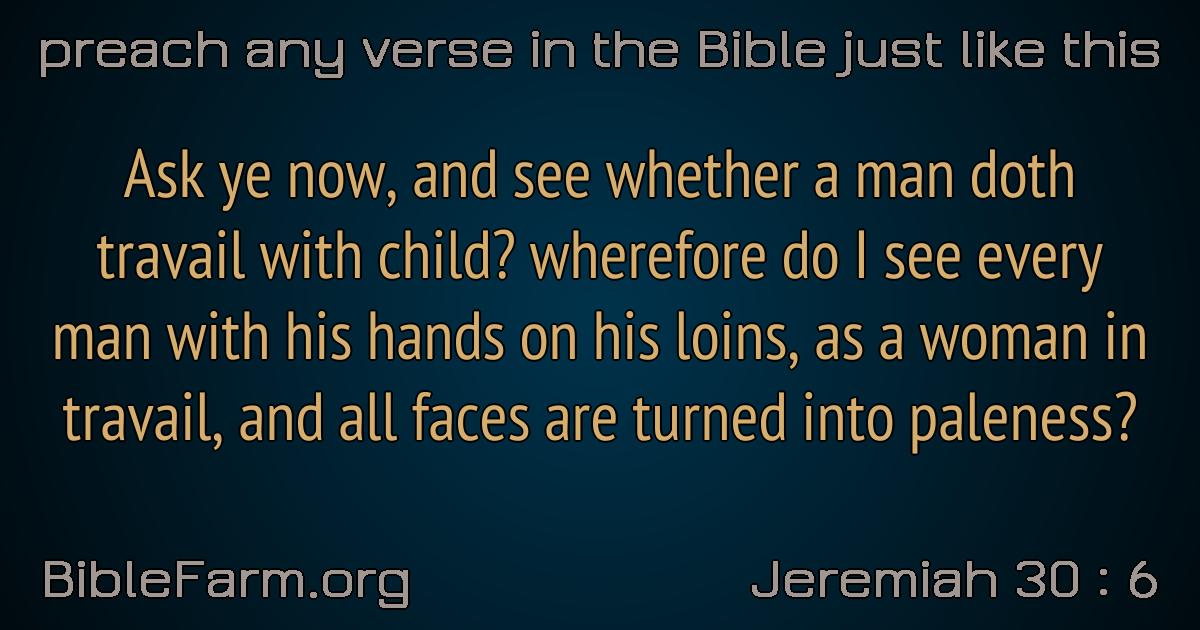 preach any verse in the Bible just like this
Ask ye now, and see whether a man doth
travail with child? wherefore do I see every
man with his hands on his loins, as a woman in
travail, and all faces are turned into paleness?
BibleFarm.org
Jeremiah 30 : 6